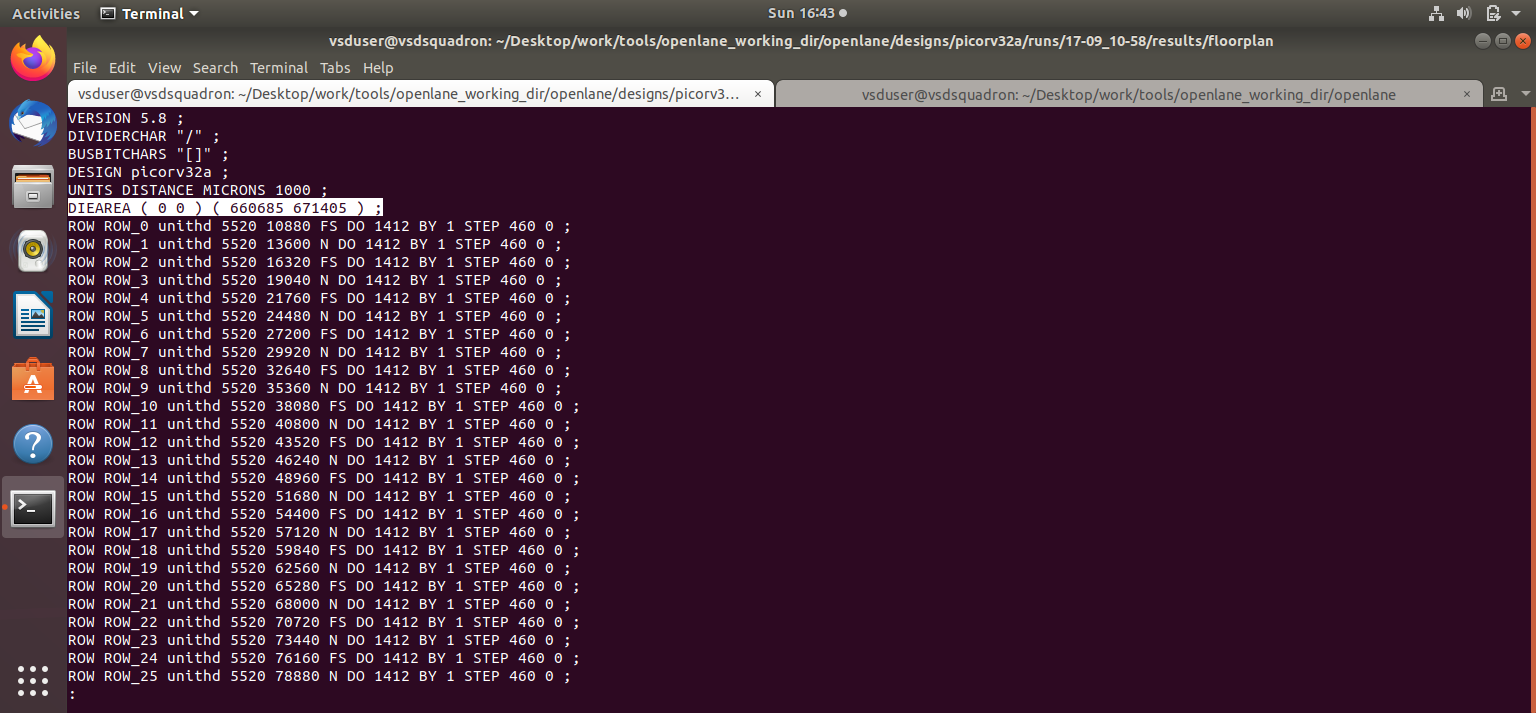 Activities Terminal Sun 16:43
vsduser@vsdsquadron: ~/Desktop/work/tools/openlane_working_dir/openlane/designs/picorv32a/runs/17-09_10-58/results/floorplan
File Edit View Search Terminal Tabs Help
vsduser@vsdsquadron: ~/Desktop/work/tools/openlane_working_dir/openlane/designs/picorv3... × vsduser@vsdsquadron: ~/Desktop/work/tools/openlane_working_dir/openlane ×
VERSION 5.8 ;
DIVIDERCHAR "/" ;
BUSBITCHARS "[]" ;
DESIGN picorv32a ;
UNITS DISTANCE MICRONS 1000 ;
DIEAREA ( 0 0 ) ( 660685 671405 ) ;
ROW ROW_0 unithd 5520 10880 FS DO 1412 BY 1 STEP 460 0 ;
ROW ROW_1 unithd 5520 13600 N DO 1412 BY 1 STEP 460 0 ;
ROW ROW_2 unithd 5520 16320 FS DO 1412 BY 1 STEP 460 0 ;
ROW ROW_3 unithd 5520 19040 N DO 1412 BY 1 STEP 460 0 ;
ROW ROW_4 unithd 5520 21760 FS DO 1412 BY 1 STEP 460 0 ;
ROW ROW_5 unithd 5520 24480 N DO 1412 BY 1 STEP 460 0 ;
ROW ROW_6 unithd 5520 27200 FS DO 1412 BY 1 STEP 460 0 ;
ROW ROW_7 unithd 5520 29920 N DO 1412 BY 1 STEP 460 0 ;
ROW ROW_8 unithd 5520 32640 FS DO 1412 BY 1 STEP 460 0 ;
ROW ROW_9 unithd 5520 35360 N DO 1412 BY 1 STEP 460 0 ;
ROW ROW_10 unithd 5520 38080 FS DO 1412 BY 1 STEP 460 0 ;
ROW ROW_11 unithd 5520 40800 N DO 1412 BY 1 STEP 460 0 ;
ROW ROW_12 unithd 5520 43520 FS DO 1412 BY 1 STEP 460 0 ;
ROW ROW_13 unithd 5520 46240 N DO 1412 BY 1 STEP 460 0 ;
ROW ROW_14 unithd 5520 48960 FS DO 1412 BY 1 STEP 460 0 ;
ROW ROW_15 unithd 5520 51680 N DO 1412 BY 1 STEP 460 0 ;
ROW ROW_16 unithd 5520 54400 FS DO 1412 BY 1 STEP 460 0 ;
ROW ROW_17 unithd 5520 57120 N DO 1412 BY 1 STEP 460 0 ;
ROW ROW_18 unithd 5520 59840 FS DO 1412 BY 1 STEP 460 0 ;
ROW ROW_19 unithd 5520 62560 N DO 1412 BY 1 STEP 460 0 ;
ROW ROW_20 unithd 5520 65280 FS DO 1412 BY 1 STEP 460 0 ;
ROW ROW_21 unithd 5520 68000 N DO 1412 BY 1 STEP 460 0 ;
ROW ROW_22 unithd 5520 70720 FS DO 1412 BY 1 STEP 460 0 ;
ROW ROW_23 unithd 5520 73440 N DO 1412 BY 1 STEP 460 0 ;
ROW ROW_24 unithd 5520 76160 FS DO 1412 BY 1 STEP 460 0 ;
ROW ROW_25 unithd 5520 78880 N DO 1412 BY 1 STEP 460 0 ;
: